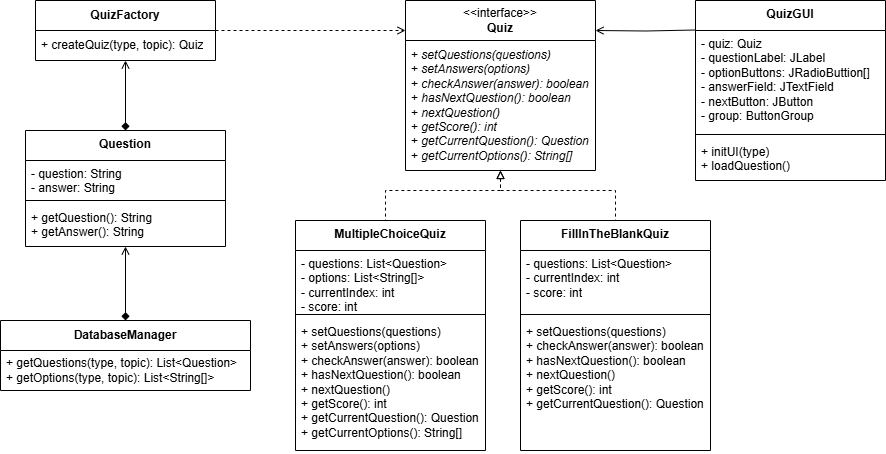 QuizFactory
+ createQuiz(type, topic): Quiz
<<interface>>
Quiz
+ setQuestions(questions)
+ setAnswers(options)
+ checkAnswer(answer): boolean
+ hasNextQuestion(): boolean
+ nextQuestion()
+ getScore(): int
+ getCurrentQuestion(): Question
+ getCurrentOptions(): String[]
QuizGUI
- quiz: Quiz
- questionLabel: JLabel
- optionButtons: JRadioButton[]
- answerField: JTextField
- nextButton: JButton
- group: ButtonGroup
+ initUI(type)
+ loadQuestion()
Question
- question: String
- answer: String
+ getQuestion(): String
+ getAnswer(): String
DatabaseManager
+ getQuestions(type, topic): List<Question>
+ getOptions(type, topic): List<String[]>
MultipleChoiceQuiz
- questions: List<Question>
- options: List<String[]>
- currentIndex: int
- score: int
+ setQuestions(questions)
+ setAnswers(options)
+ checkAnswer(answer): boolean
+ hasNextQuestion(): boolean
+ nextQuestion()
+ getScore(): int
+ getCurrentQuestion(): Question
+ getCurrentOptions(): String[]
FillInTheBlankQuiz
- questions: List<Question>
- currentIndex: int
- score: int
+ setQuestions(questions)
+ checkAnswer(answer): boolean
+ hasNextQuestion(): boolean
+ nextQuestion()
+ getScore(): int
+ getCurrentQuestion(): Question